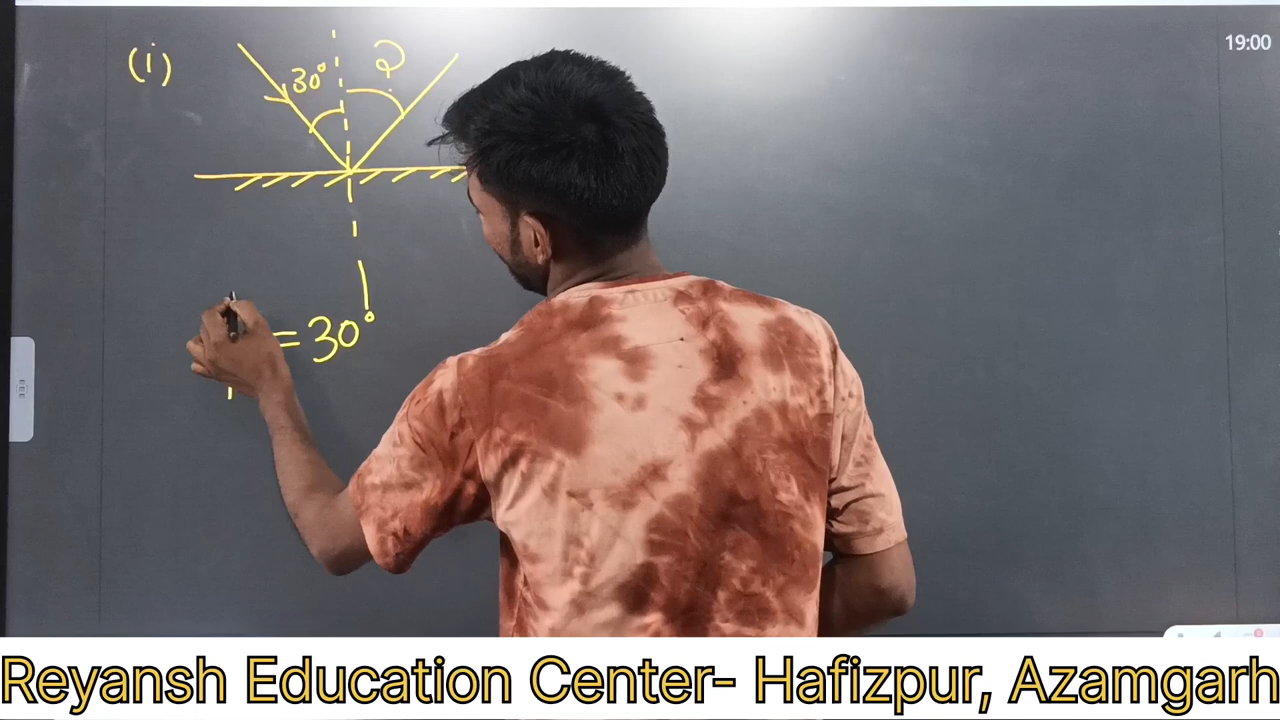 19:00
(i)
30° ?
= 30°
Reyansh Education Center- Hafizpur, Azamgarh